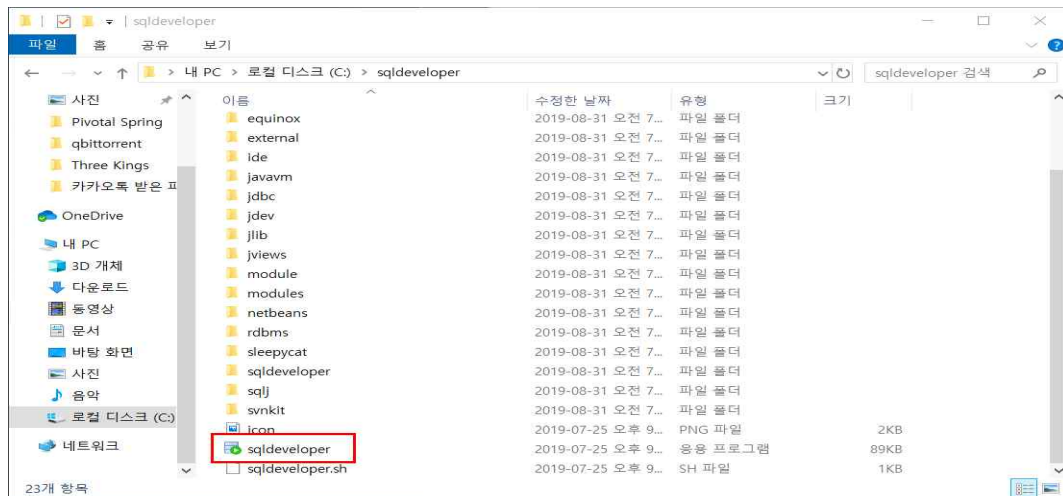 sqldeveloper
파일 홈 공유 보기
내 PC > 로컬 디스크 (C:) > sqldeveloper
sqldeveloper 검색
사진
Pivotal Spring
qbittorrent
Three Kings
카카오톡 받은 파
OneDrive
내 PC
3D 개체
다운로드
동영상
문서
바탕 화면
사진
음악
로컬 디스크 (C:)
네트워크
이름 수정한 날짜 유형 크기
equinox 2019-08-31 오전 7... 파일 폴더
external 2019-08-31 오전 7... 파일 폴더
ide 2019-08-31 오전 7... 파일 폴더
javavm 2019-08-31 오전 7... 파일 폴더
jdbc 2019-08-31 오전 7... 파일 폴더
jdev 2019-08-31 오전 7... 파일 폴더
jlib 2019-08-31 오전 7... 파일 폴더
jviews 2019-08-31 오전 7... 파일 폴더
module 2019-08-31 오전 7... 파일 폴더
modules 2019-08-31 오전 7... 파일 폴더
netbeans 2019-08-31 오전 7... 파일 폴더
rdbms 2019-08-31 오전 7... 파일 폴더
sleepycat 2019-08-31 오전 7... 파일 폴더
sqldeveloper 2019-08-31 오전 7... 파일 폴더
sqlj 2019-08-31 오전 7... 파일 폴더
svnkit 2019-08-31 오전 7... 파일 폴더
icon 2019-07-25 오후 9... PNG 파일 2KB
sqldeveloper 2019-07-25 오후 9... 응용 프로그램 89KB
sqldeveloper.sh 2019-07-25 오후 9... SH 파일 1KB
23개 항목